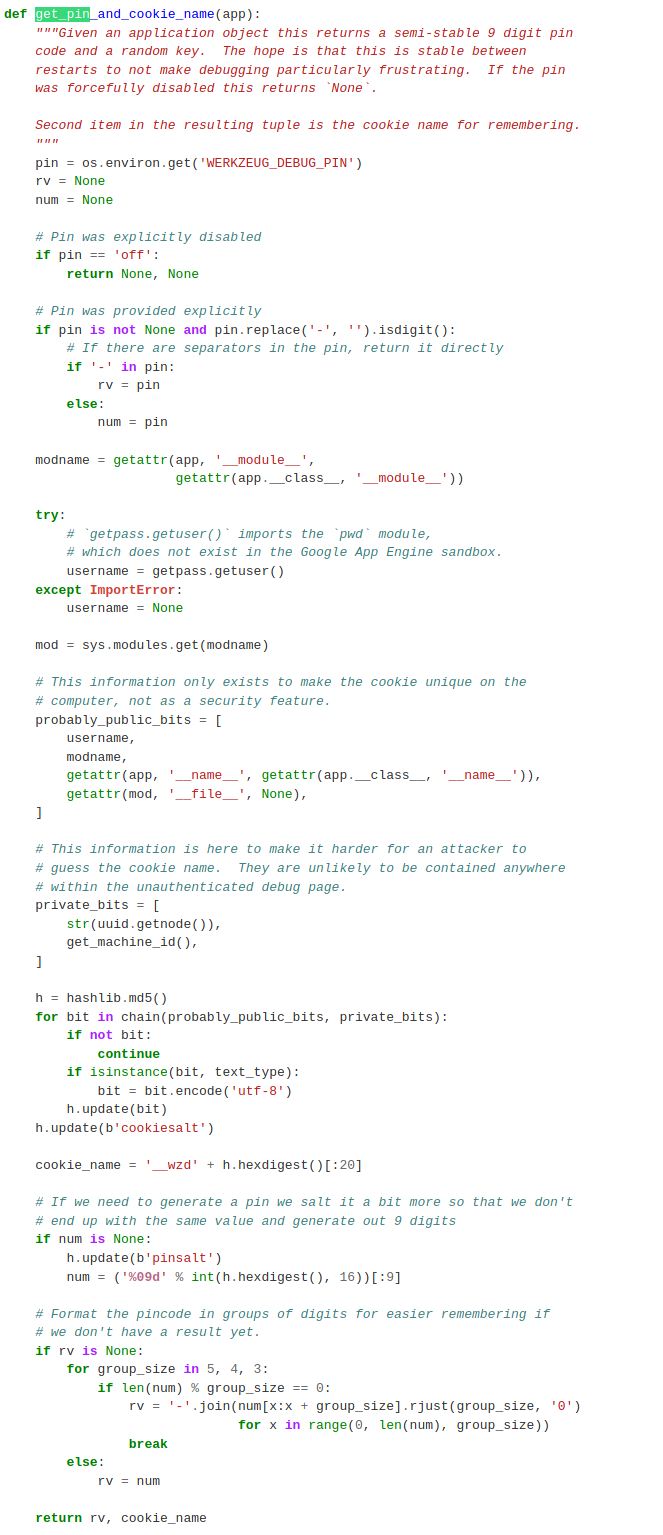 def get_pin_and_cookie_name(app):
    """Given an application object this returns a semi-stable 9 digit pin
    code and a random key.  The hope is that this is stable between
    restarts to not make debugging particularly frustrating.  If the pin
    was forcefully disabled this returns `None`.

    Second item in the resulting tuple is the cookie name for remembering.
    """
    pin = os.environ.get('WERKZEUG_DEBUG_PIN')
    rv = None
    num = None

    # Pin was explicitly disabled
    if pin == 'off':
        return None, None

    # Pin was provided explicitly
    if pin is not None and pin.replace('-', '').isdigit():
        # If there are separators in the pin, return it directly
        if '-' in pin:
            rv = pin
        else:
            num = pin

    modname = getattr(app, '__module__',
                      getattr(app.__class__, '__module__'))

    try:
        # `getpass.getuser()` imports the `pwd` module,
        # which does not exist in the Google App Engine sandbox.
        username = getpass.getuser()
    except ImportError:
        username = None

    mod = sys.modules.get(modname)

    # This information only exists to make the cookie unique on the
    # computer, not as a security feature.
    probably_public_bits = [
        username,
        modname,
        getattr(app, '__name__', getattr(app.__class__, '__name__')),
        getattr(mod, '__file__', None),
    ]

    # This information is here to make it harder for an attacker to
    # guess the cookie name.  They are unlikely to be contained anywhere
    # within the unauthenticated debug page.
    private_bits = [
        str(uuid.getnode()),
        get_machine_id(),
    ]

    h = hashlib.md5()
    for bit in chain(probably_public_bits, private_bits):
        if not bit:
            continue
        if isinstance(bit, text_type):
            bit = bit.encode('utf-8')
        h.update(bit)
    h.update(b'cookiesalt')

    cookie_name = '__wzd' + h.hexdigest()[:20]

    # If we need to generate a pin we salt it a bit more so that we don't
    # end up with the same value and generate out 9 digits
    if num is None:
        h.update(b'pinsalt')
        num = ('%09d' % int(h.hexdigest(), 16))[:9]

    # Format the pincode in groups of digits for easier remembering if
    # we don't have a result yet.
    if rv is None:
        for group_size in 5, 4, 3:
            if len(num) % group_size == 0:
                rv = '-'.join(num[x:x + group_size].rjust(group_size, '0')
                              for x in range(0, len(num), group_size))
                break
        else:
            rv = num

    return rv, cookie_name